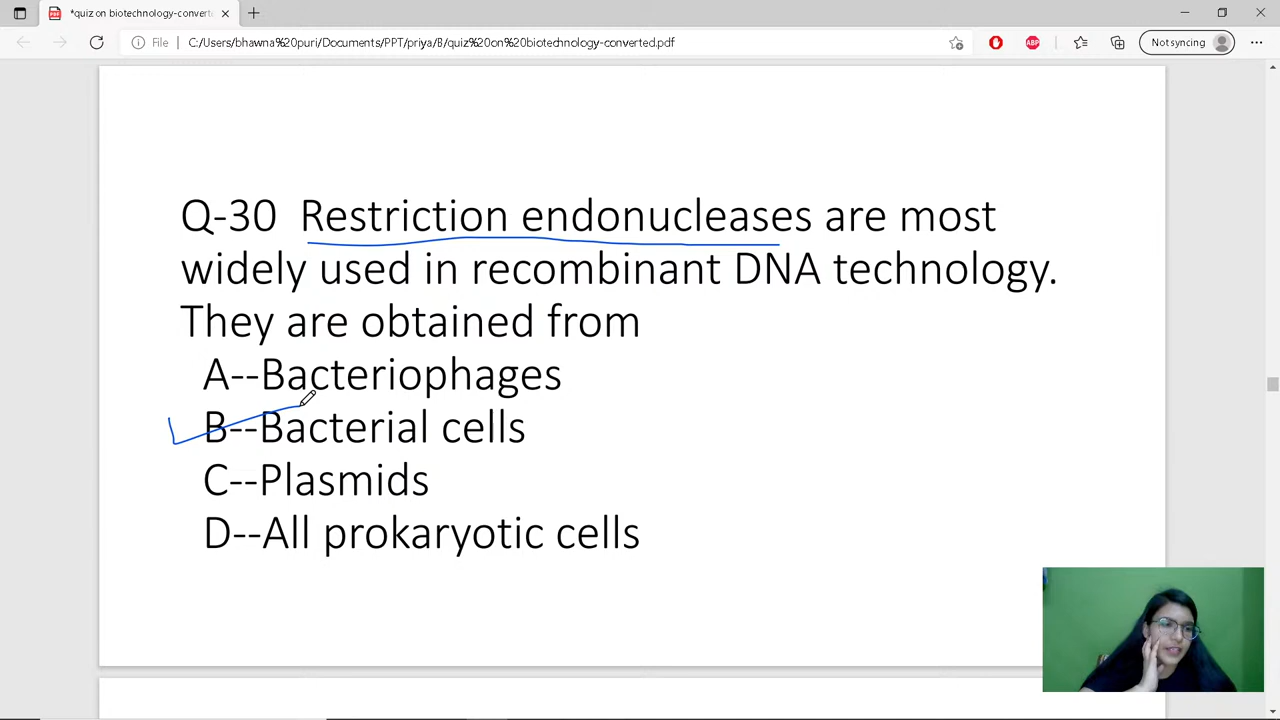 *quiz on biotechnology-converted
Not syncing
File
C:/Users/bhawna%20puri/Documents/PPT/priya/B/quiz%20on%20biotechnology-converted.pdf
ABP
Q-30 Restriction endonucleases are most
widely used in recombinant DNA technology.
They are obtained from
A--Bacteriophages
B--Bacterial cells
C--Plasmids
D--All prokaryotic cells